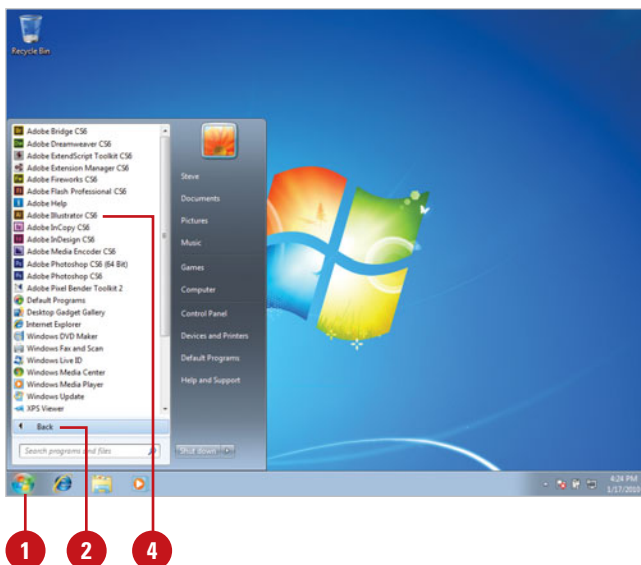 Recycle Bin
Adobe Bridge CS6
Adobe Dreamweaver CS6
Adobe ExtendScript Toolkit CS6
Adobe Extension Manager CS6
Adobe Fireworks CS6
Adobe Flash Professional CS6
Adobe Help
Adobe Illustrator CS6
Adobe InCopy CS6
Adobe InDesign CS6
Adobe Media Encoder CS6
Adobe Photoshop CS6 (64 Bit)
Adobe Photoshop CS6
Adobe Pixel Bender Toolkit 2
Default Programs
Desktop Gadget Gallery
Internet Explorer
Windows DVD Maker
Windows Fax and Scan
Windows Live ID
Windows Media Center
Windows Media Player
Windows Update
XPS Viewer
Back
Search programs and files
Steve
Documents
Pictures
Music
Games
Computer
Control Panel
Devices and Printers
Default Programs
Help and Support
Shut down
4:24 PM
1/17/2010
4
1
2
4